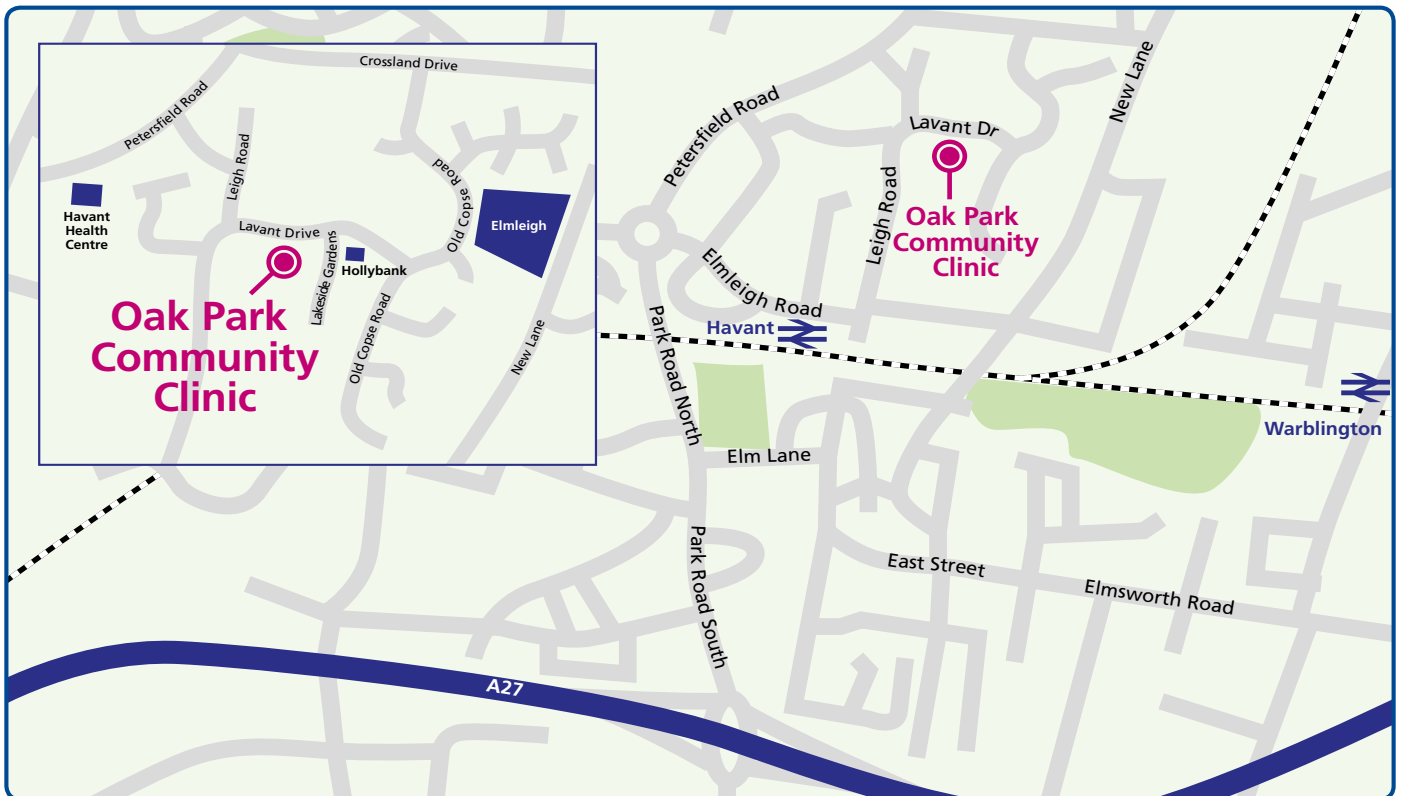 Crossland Drive
Petersfield Road
Leigh Road
Old Copse Road
Havant
Health
Centre
Elmleigh
Lavant Drive
Lakeside Gardens
Hollybank
Oak Park
Community
Clinic
Old Copse Road
New Lane
New Lane
Petersfield Road
Lavant Dr
Leigh Road
Oak Park
Community
Clinic
Elmleigh Road
Havant
Park Road North
Warblington
Elm Lane
Park Road South
East Street
Elmsworth Road
A27